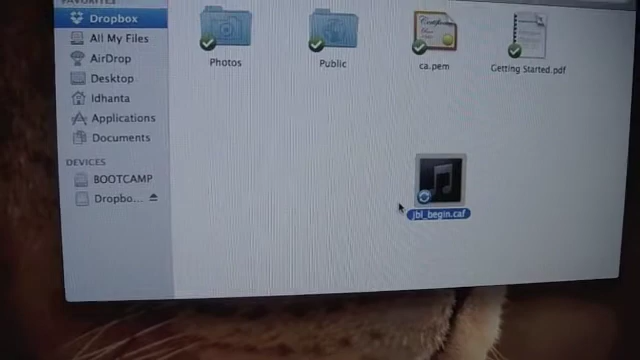 FAVORITES
Dropbox
All My Files
AirDrop
Desktop
Idhanta
Applications
Documents
DEVICES
BOOTCAMP
Dropbo...
Photos
Public
ca.pem
Getting Started.pdf
jbl_begin.caf